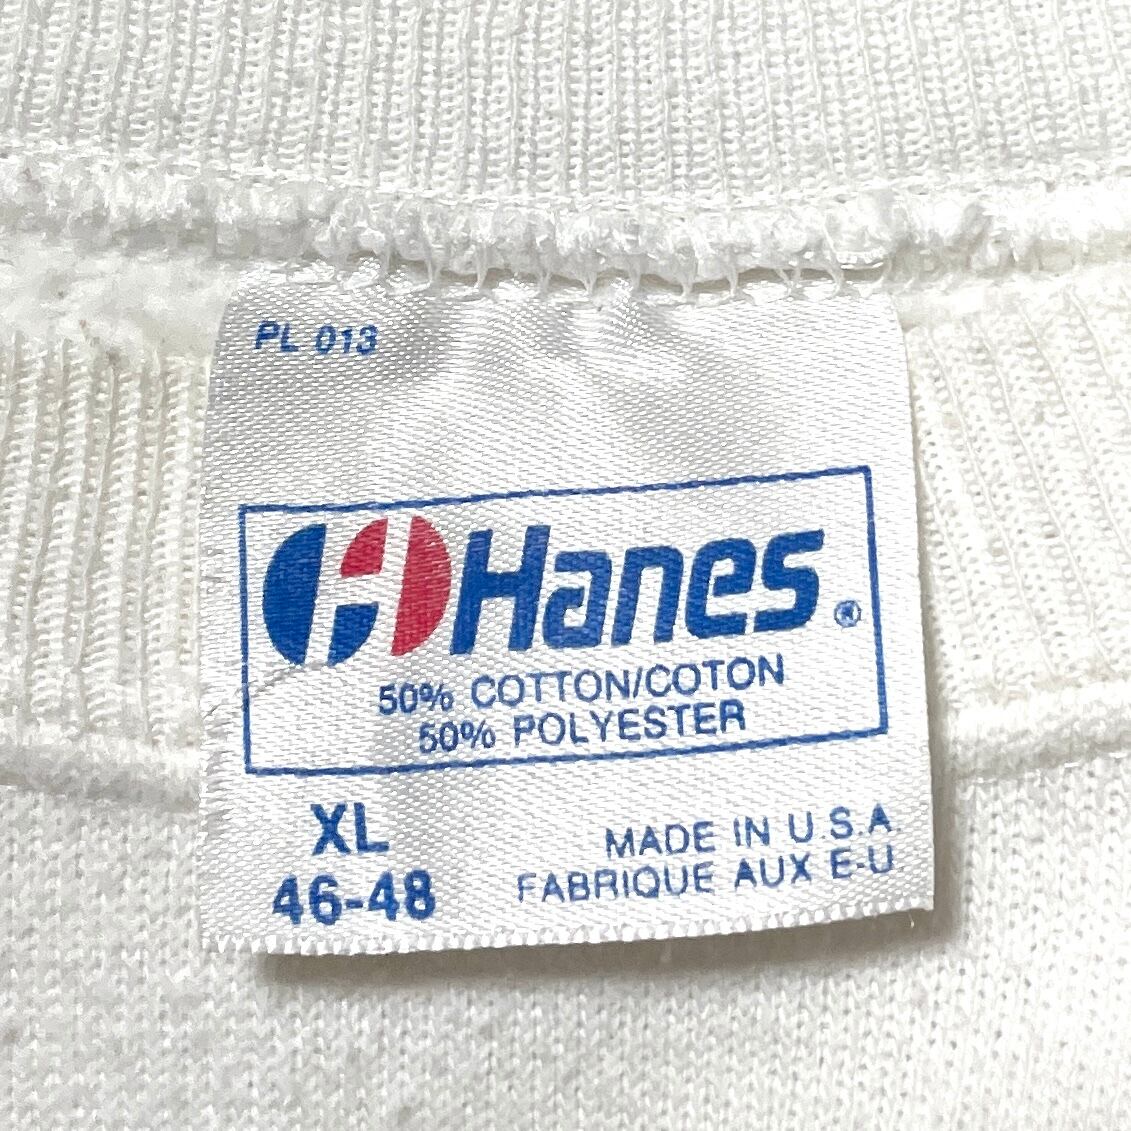 PL 013
Hanes ®
50% COTTON/COTON
50% POLYESTER
XL
46-48
MADE IN U.S.A.
FABRIQUE AUX E-U